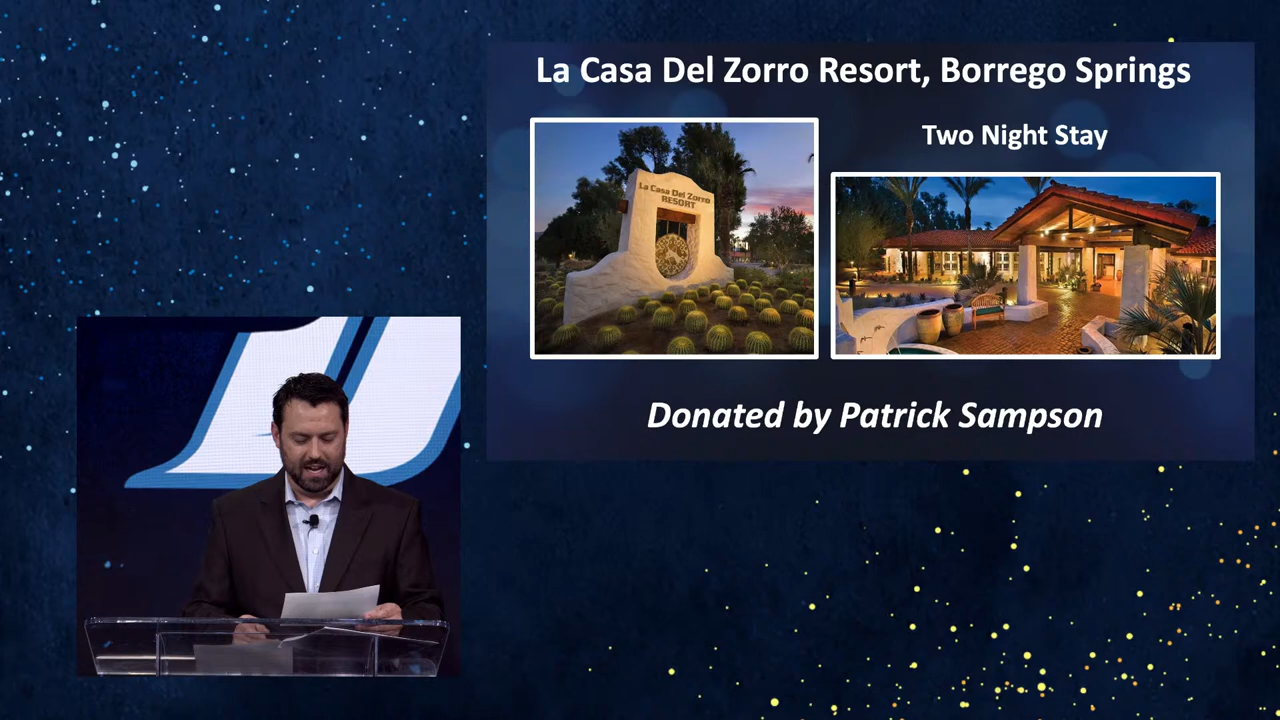 La Casa Del Zorro Resort, Borrego Springs
Two Night Stay
La Casa Del Zorro
RESORT
Donated by Patrick Sampson